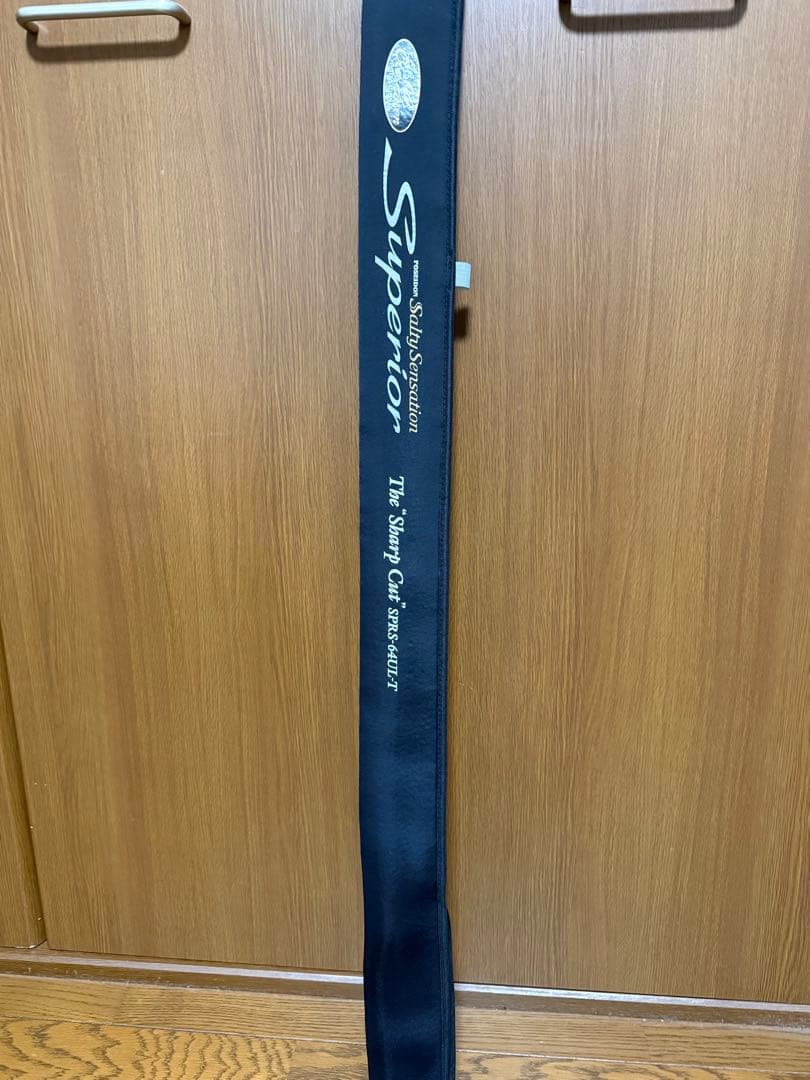 POSEIDON Salty Sensation
Superior
The "Sharp Cut" SPRS-64UL-T